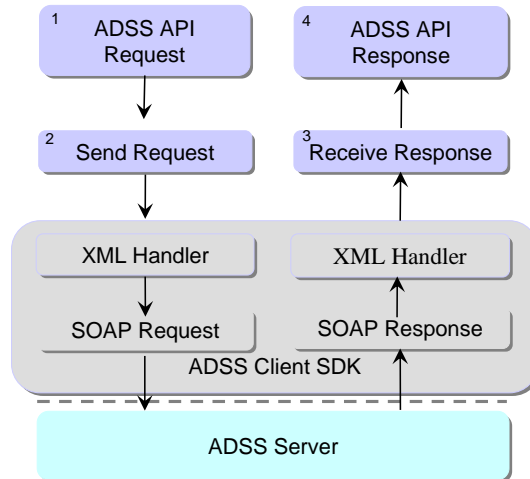 1
ADSS API
Request
4
ADSS API
Response
2
Send Request
3
Receive Response
XML Handler
XML Handler
SOAP Request
SOAP Response
ADSS Client SDK
ADSS Server